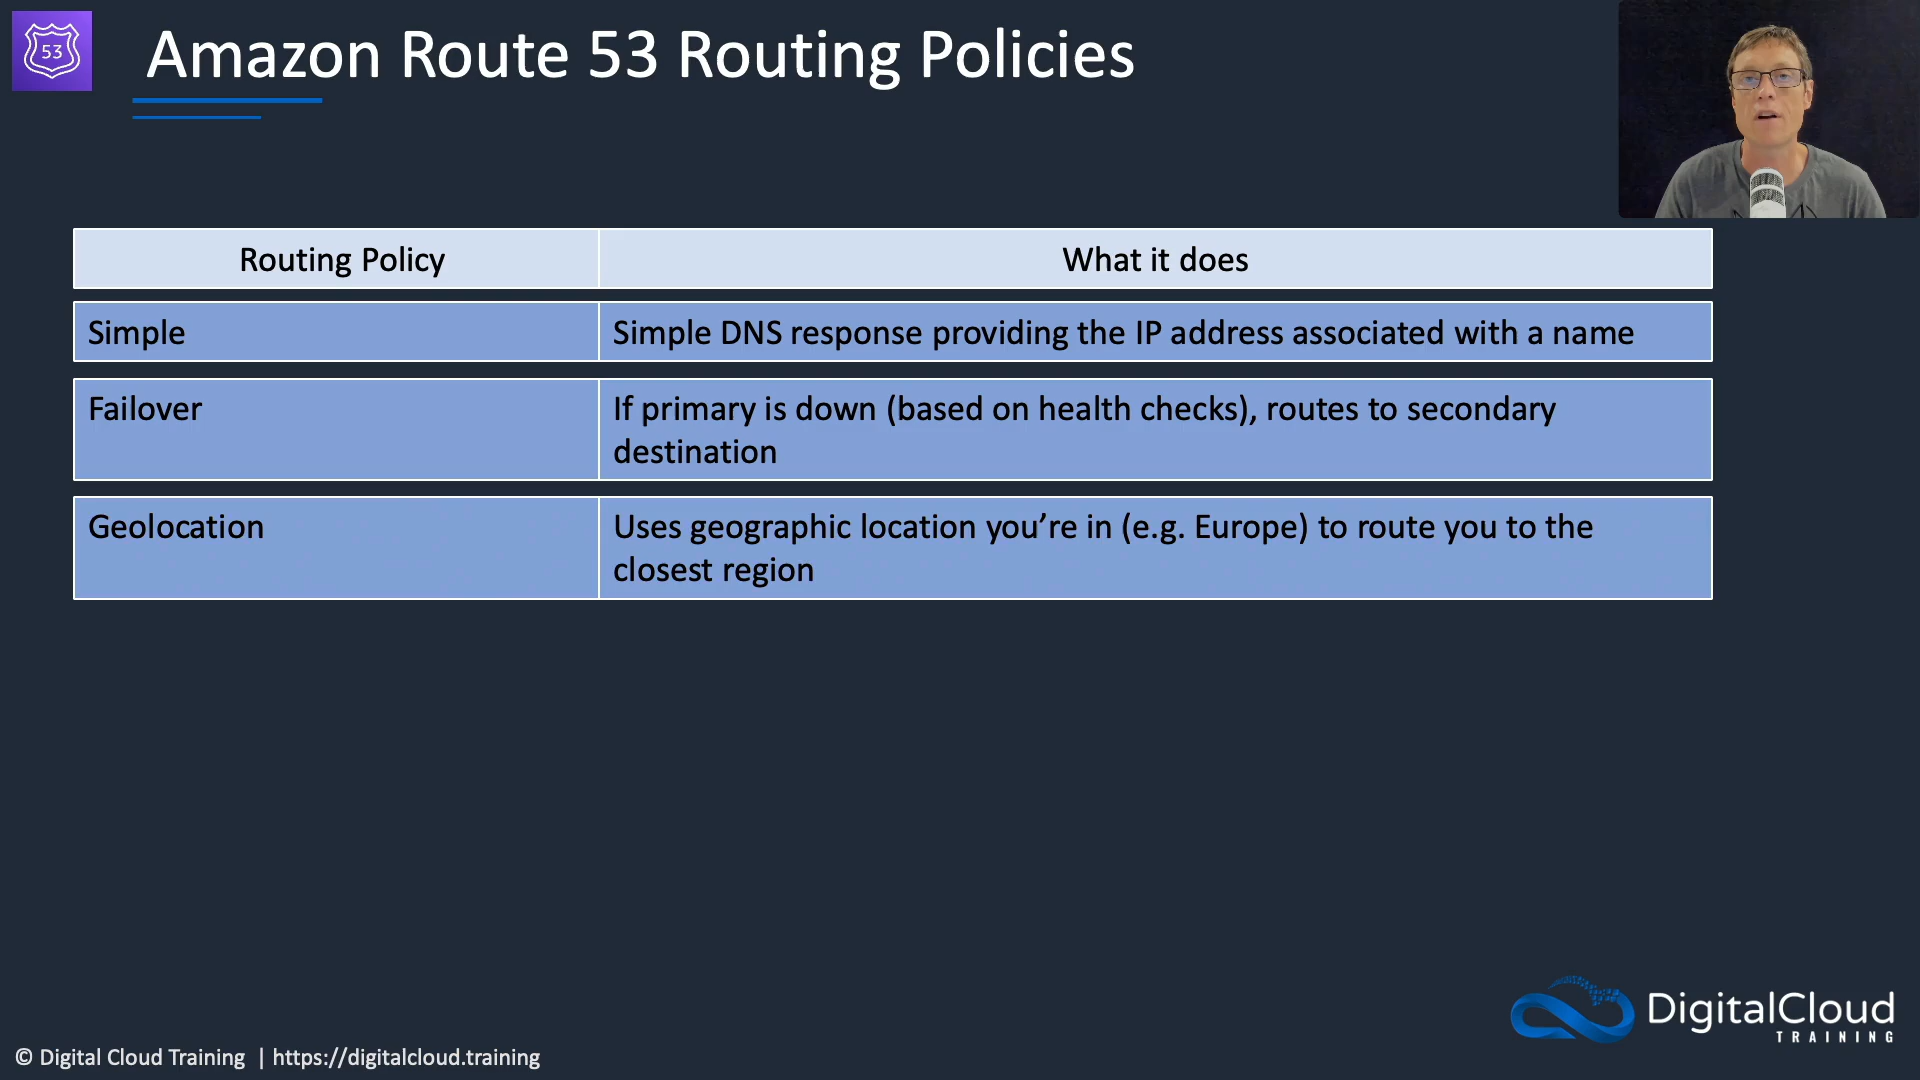 53
Amazon Route 53 Routing Policies
Routing Policy
What it does
Simple
Simple DNS response providing the IP address associated with a name
Failover
If primary is down (based on health checks), routes to secondary
destination
Geolocation
Uses geographic location you’re in (e.g. Europe) to route you to the
closest region
DigitalCloud
TRAINING
© Digital Cloud Training | https://digitalcloud.training